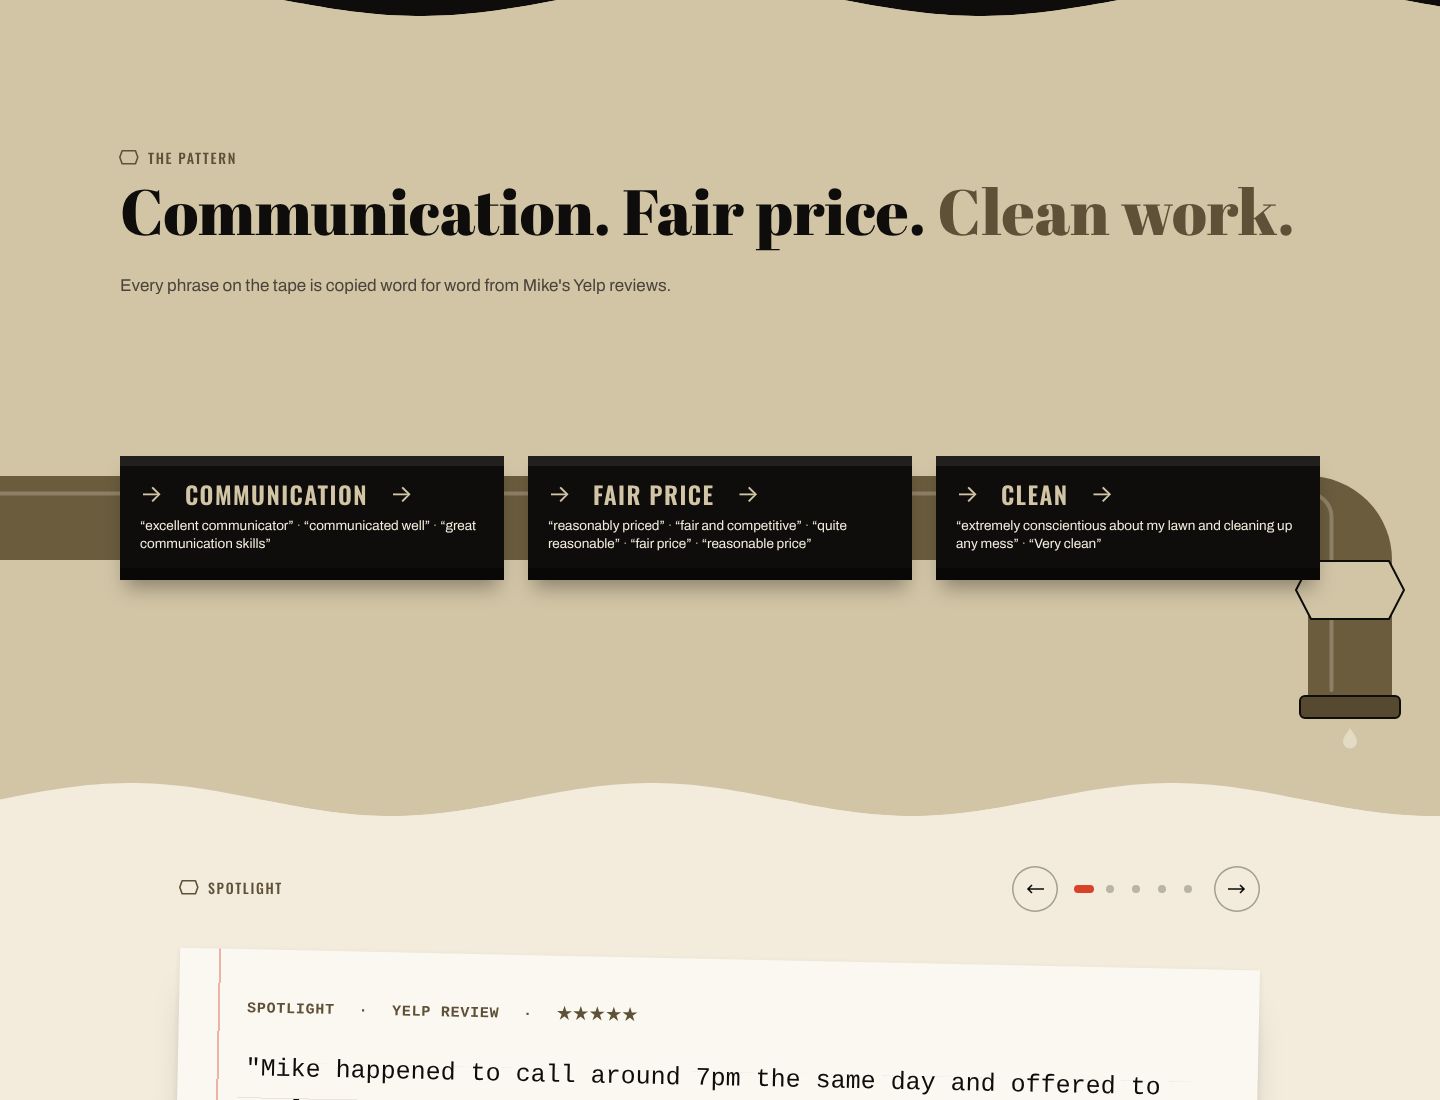 THE PATTERN
Communication. Fair price. Clean work.
Every phrase on the tape is copied word for word from Mike's Yelp reviews.
→ COMMUNICATION →
“excellent communicator” · “communicated well” · “great
communication skills”
→ FAIR PRICE →
“reasonably priced” · “fair and competitive” · “quite
reasonable” · “fair price” · “reasonable price”
→ CLEAN →
“extremely conscientious about my lawn and cleaning up
any mess” · “Very clean”
SPOTLIGHT
SPOTLIGHT · YELP REVIEW · ★★★★★
"Mike happened to call around 7pm the same day and offered to